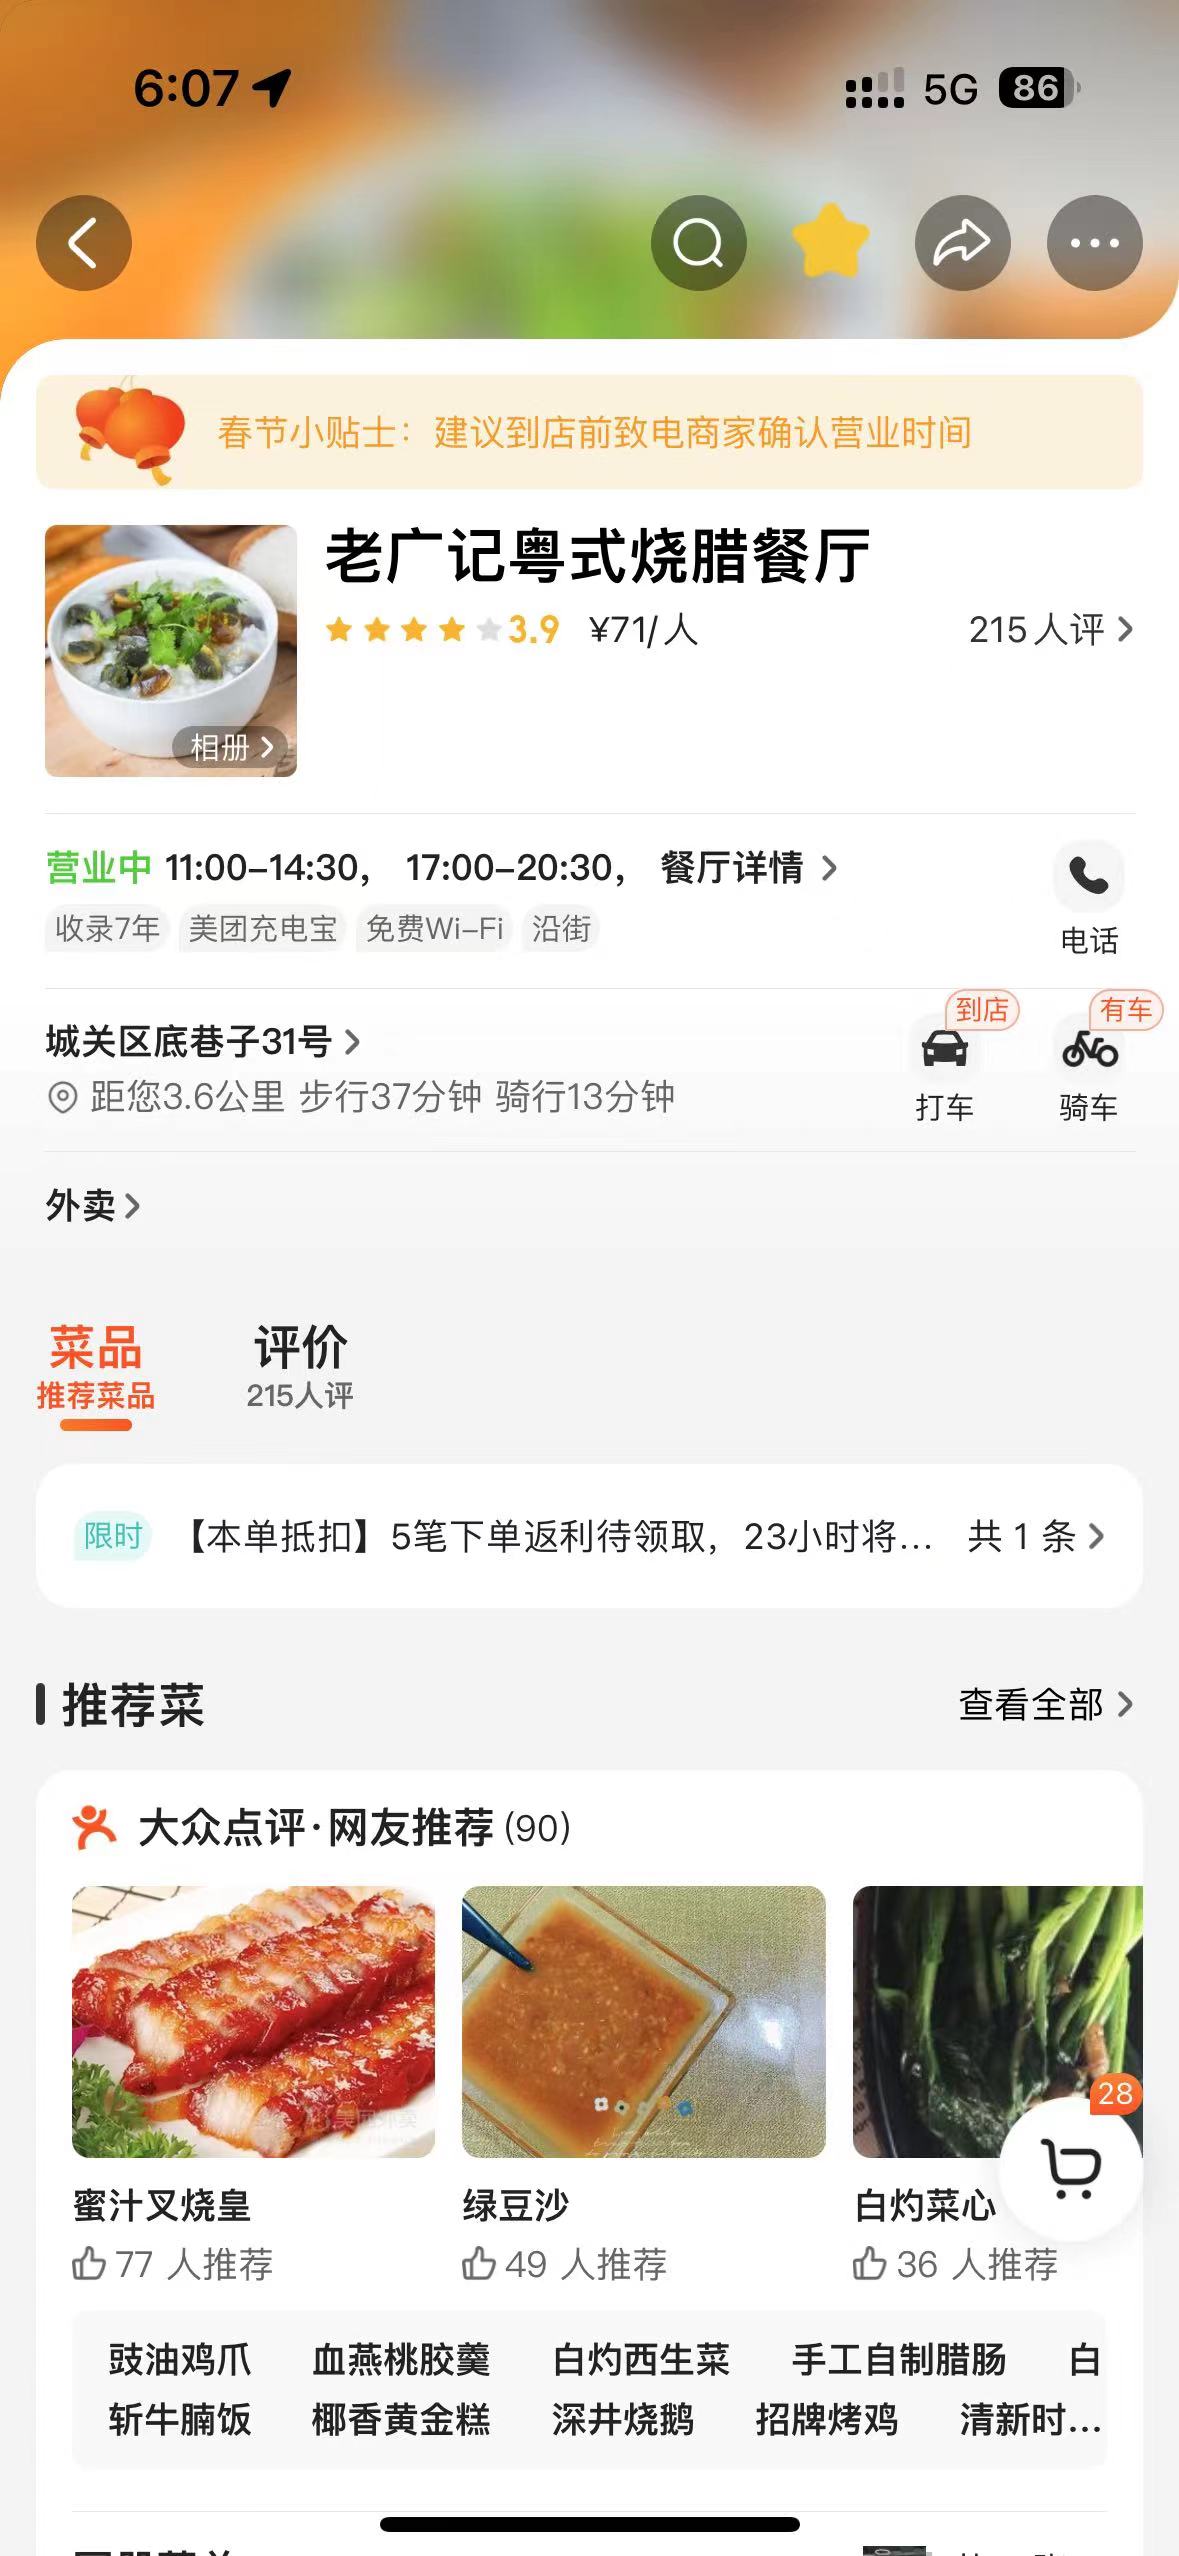 6:07
5G
86
春节小贴士：建议到店前致电商家确认营业时间
老广记粤式烧腊餐厅
3.9 ¥71/人 215人评
相册
营业中 11:00-14:30， 17:00-20:30， 餐厅详情
收录7年 美团充电宝 免费Wi-Fi 沿街
电话
到店 有车
城关区底巷子31号
距您3.6公里 步行37分钟 骑行13分钟
打车 骑车
外卖
菜品 评价
推荐菜品 215人评
限时 【本单抵扣】5笔下单返利待领取，23小时将... 共 1 条
推荐菜 查看全部
大众点评·网友推荐 (90)
美团外卖
28
蜜汁叉烧皇 绿豆沙 白灼菜心
77 人推荐 49 人推荐 36 人推荐
豉油鸡爪 血燕桃胶羹 白灼西生菜 手工自制腊肠 白
斩牛腩饭 椰香黄金糕 深井烧鹅 招牌烤鸡 清新时...